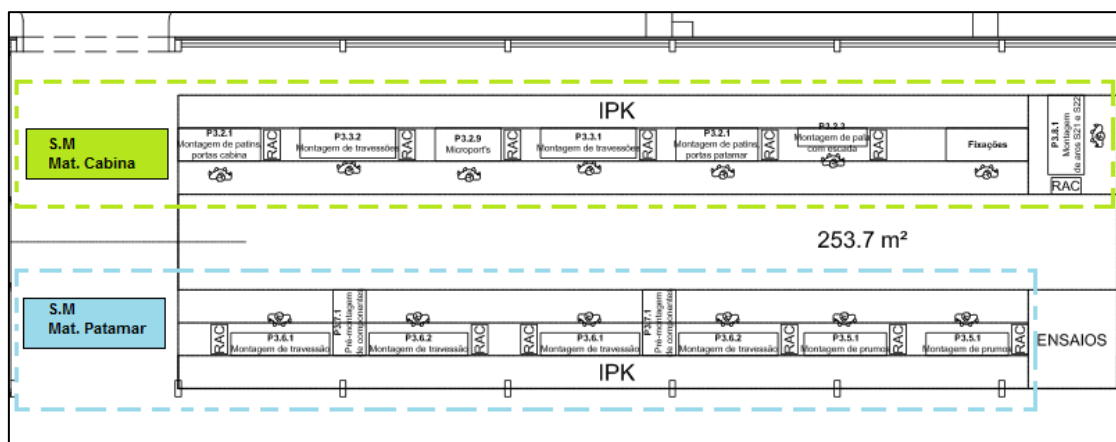 IPK
S.M
Mat. Cabina
P3.2.1
Montagem de patins,
portas cabina
RAC
P3.3.2
Montagem de travessões
RAC
P3.2.9
Microport's
RAC
P3.3.1
Montagem de travessões
RAC
P3.2.1
Montagem de patins,
portas patamar
RAC
P3.2.3
Montagem de pala
com escada
RAC
Fixações
P3.8.1
Montagem
de aros S21 e S22
RAC
253.7 m²
S.M
Mat. Patamar
RAC
P3.6.1
Montagem de travessão
P3.7.1
Pré-montagem
de componentes
P3.6.2
Montagem de travessão
RAC
RAC
P3.6.1
Montagem de travessão
P3.7.1
Pré-montagem
de componentes
P3.6.2
Montagem de travessão
RAC
P3.5.1
Montagem de prumos
RAC
P3.5.1
Montagem de prumos
RAC
ENSAIOS
IPK